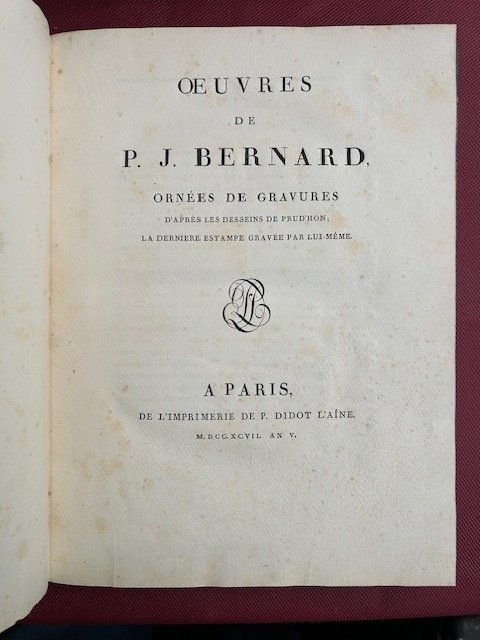 ŒUVRES
DE
P. J. BERNARD,
ORNÉES DE GRAVURES
D'APRÈS LES DESSEINS DE PRUD'HON;
LA DERNIERE ESTAMPE GRAVÉE PAR LUI-MÊME.
A PARIS,
DE L'IMPRIMERIE DE P. DIDOT L'AÎNE.
M.DCC.XCVII. AN V.